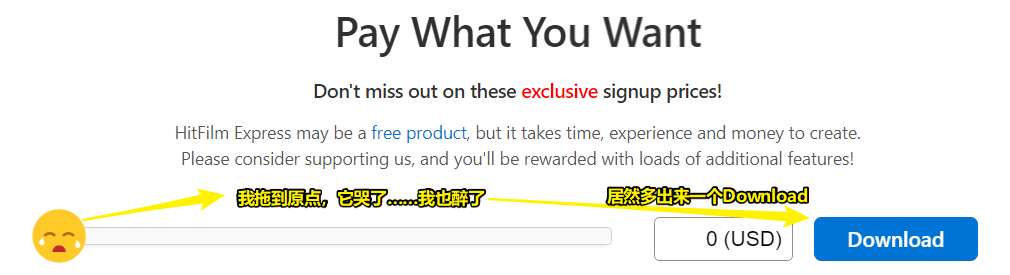 Pay What You Want
Don't miss out on these exclusive signup prices!
HitFilm Express may be a free product, but it takes time, experience and money to create.
Please consider supporting us, and you'll be rewarded with loads of additional features!
我拖到原点，它哭了......我也醉了
居然多出来一个Download
0 (USD)
Download